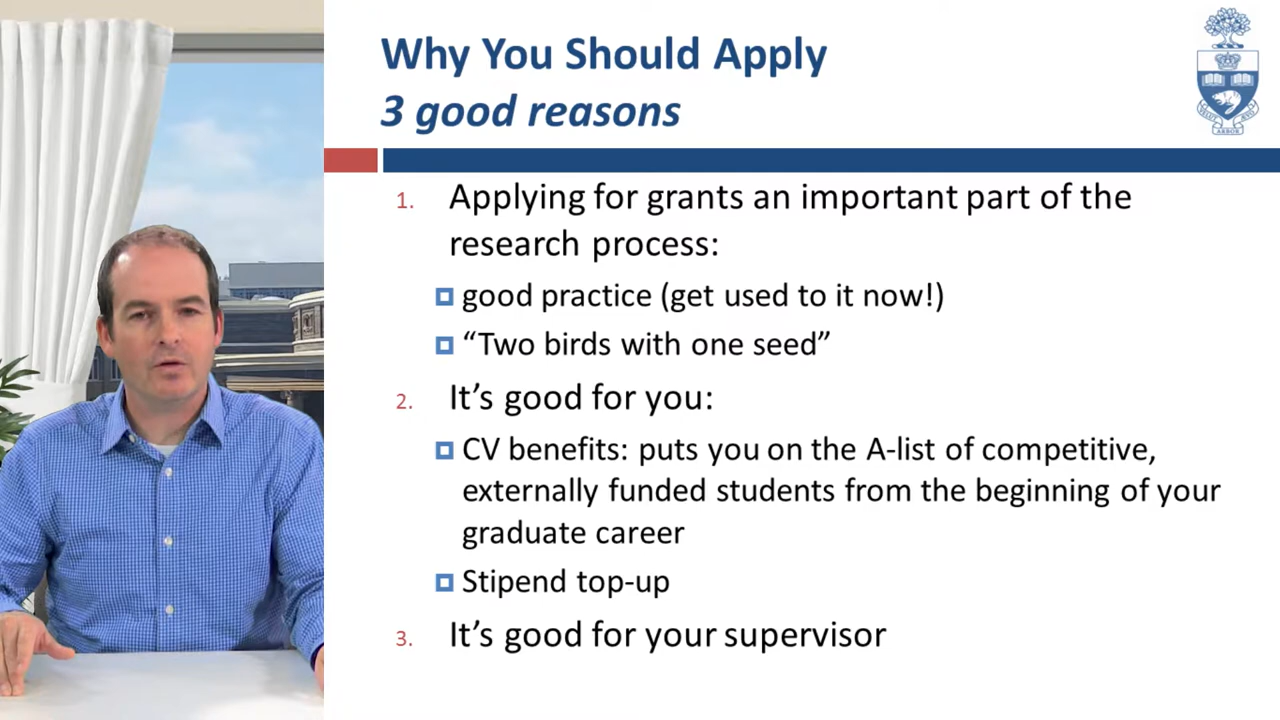 Why You Should Apply
3 good reasons
1. Applying for grants an important part of the
research process:
good practice (get used to it now!)
“Two birds with one seed”
2. It’s good for you:
CV benefits: puts you on the A-list of competitive,
externally funded students from the beginning of your
graduate career
Stipend top-up
3. It’s good for your supervisor
VELUT ARBOR ÆVO